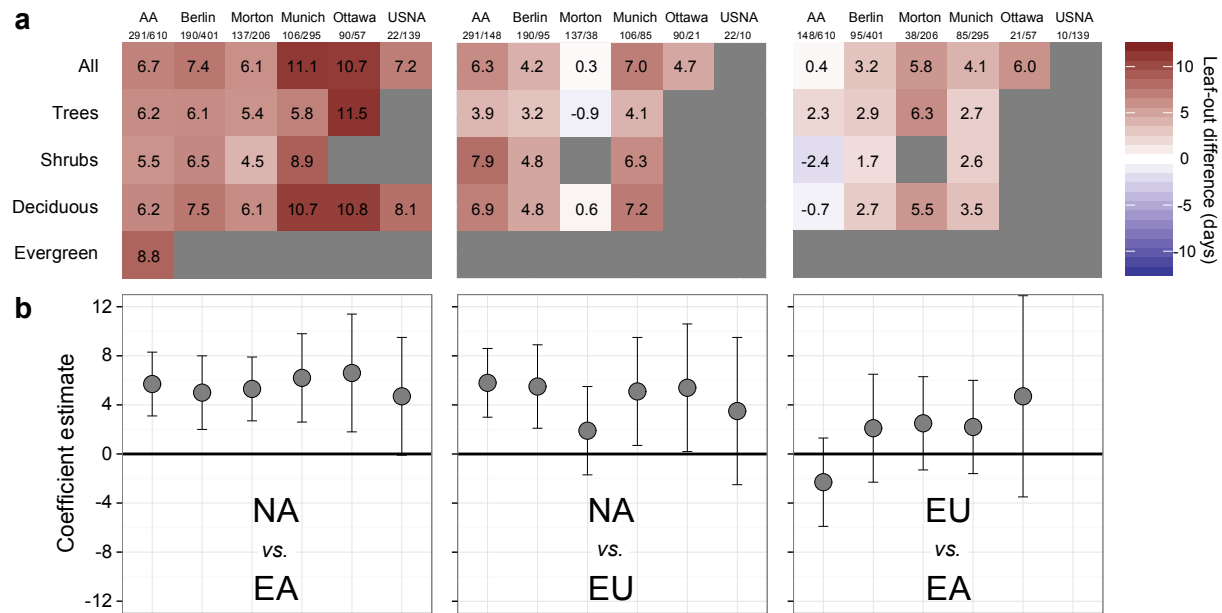 a
AA Berlin Morton Munich Ottawa USNA
291/610 190/401 137/206 106/295 90/57 22/139
All 6.7 7.4 6.1 11.1 10.7 7.2
Trees 6.2 6.1 5.4 5.8 11.5
Shrubs 5.5 6.5 4.5 8.9
Deciduous 6.2 7.5 6.1 10.7 10.8 8.1
Evergreen 8.8
AA Berlin Morton Munich Ottawa USNA
291/148 190/95 137/38 106/85 90/21 22/10
6.3 4.2 0.3 7.0 4.7
3.9 3.2 -0.9 4.1
7.9 4.8 6.3
6.9 4.8 0.6 7.2
AA Berlin Morton Munich Ottawa USNA
148/610 95/401 38/206 85/295 21/57 10/139
0.4 3.2 5.8 4.1 6.0
2.3 2.9 6.3 2.7
-2.4 1.7 2.6
-0.7 2.7 5.5 3.5
10
5
0
-5
-10
Leaf-out difference (days)
b
Coefficient estimate
12
8
4
0
-4
-8
-12
NA
vs.
EA
NA
vs.
EU
EU
vs.
EA